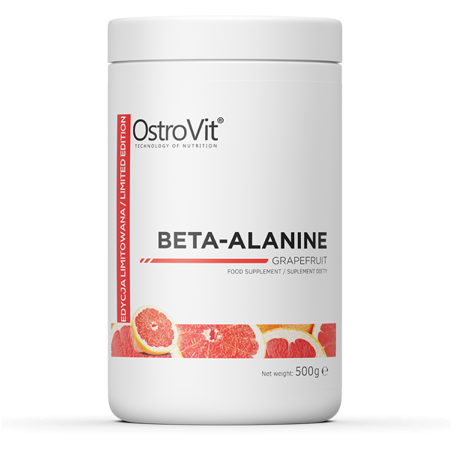 OstroVit®
TECHNOLOGY OF NUTRITION
EDYCJA LIMITOWANA / LIMITED EDITION
BETA-ALANINE
GRAPEFRUIT
FOOD SUPPLEMENT / SUPLEMENT DIETY
Net weight: 500g ℮